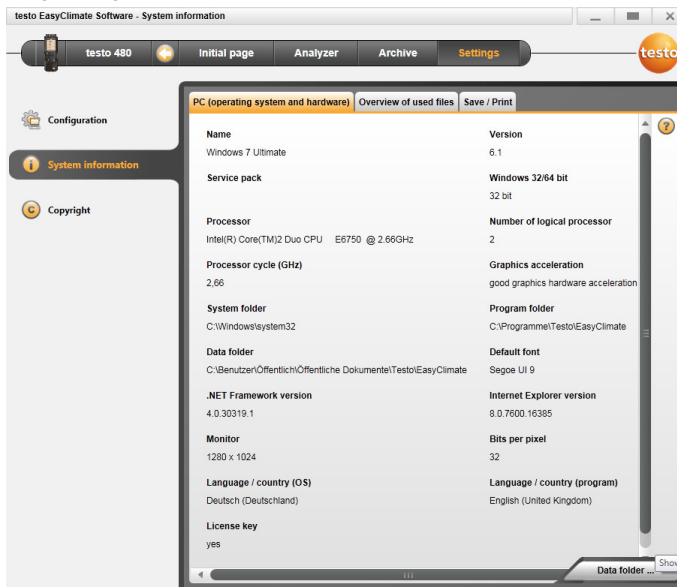 testo EasyClimate Software - System information
testo 480 Initial page Analyzer Archive Settings
testo
Configuration
System information
Copyright
PC (operating system and hardware) Overview of used files Save / Print
Name Version
Windows 7 Ultimate 6.1
Service pack Windows 32/64 bit
32 bit
Processor Number of logical processor
Intel(R) Core(TM)2 Duo CPU E6750 @ 2.66GHz 2
Processor cycle (GHz) Graphics acceleration
2,66 good graphics hardware acceleration
System folder Program folder
C:\Windows\system32 C:\Programme\Testo\EasyClimate
Data folder Default font
C:\Benutzer\Öffentlich\Öffentliche Dokumente\Testo\EasyClimate Segoe UI 9
.NET Framework version Internet Explorer version
4.0.30319.1 8.0.7600.16385
Monitor Bits per pixel
1280 x 1024 32
Language / country (OS) Language / country (program)
Deutsch (Deutschland) English (United Kingdom)
License key
yes
Data folder ... Show